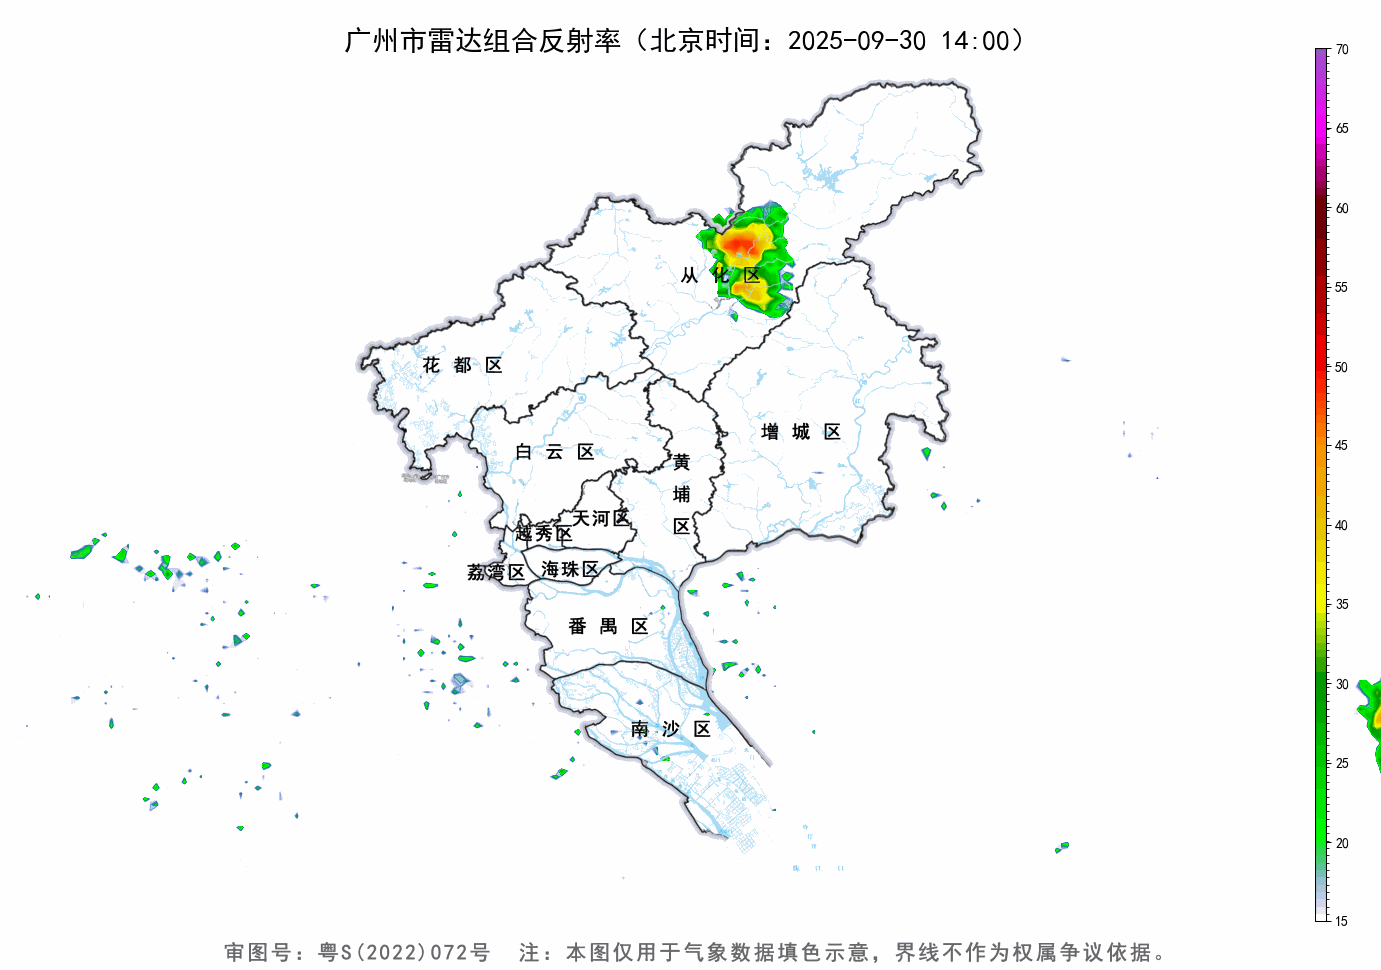 广州市雷达组合反射率（北京时间：2025-09-30 14:00）
70
65
60
55
50
45
40
35
30
25
20
15
从化区
花都区
增城区
白云区
黄埔区
天河区
越秀区
荔湾区
海珠区
番禺区
南沙区
审图号：粤S(2022)072号 注：本图仅用于气象数据填色示意，界线不作为权属争议依据。